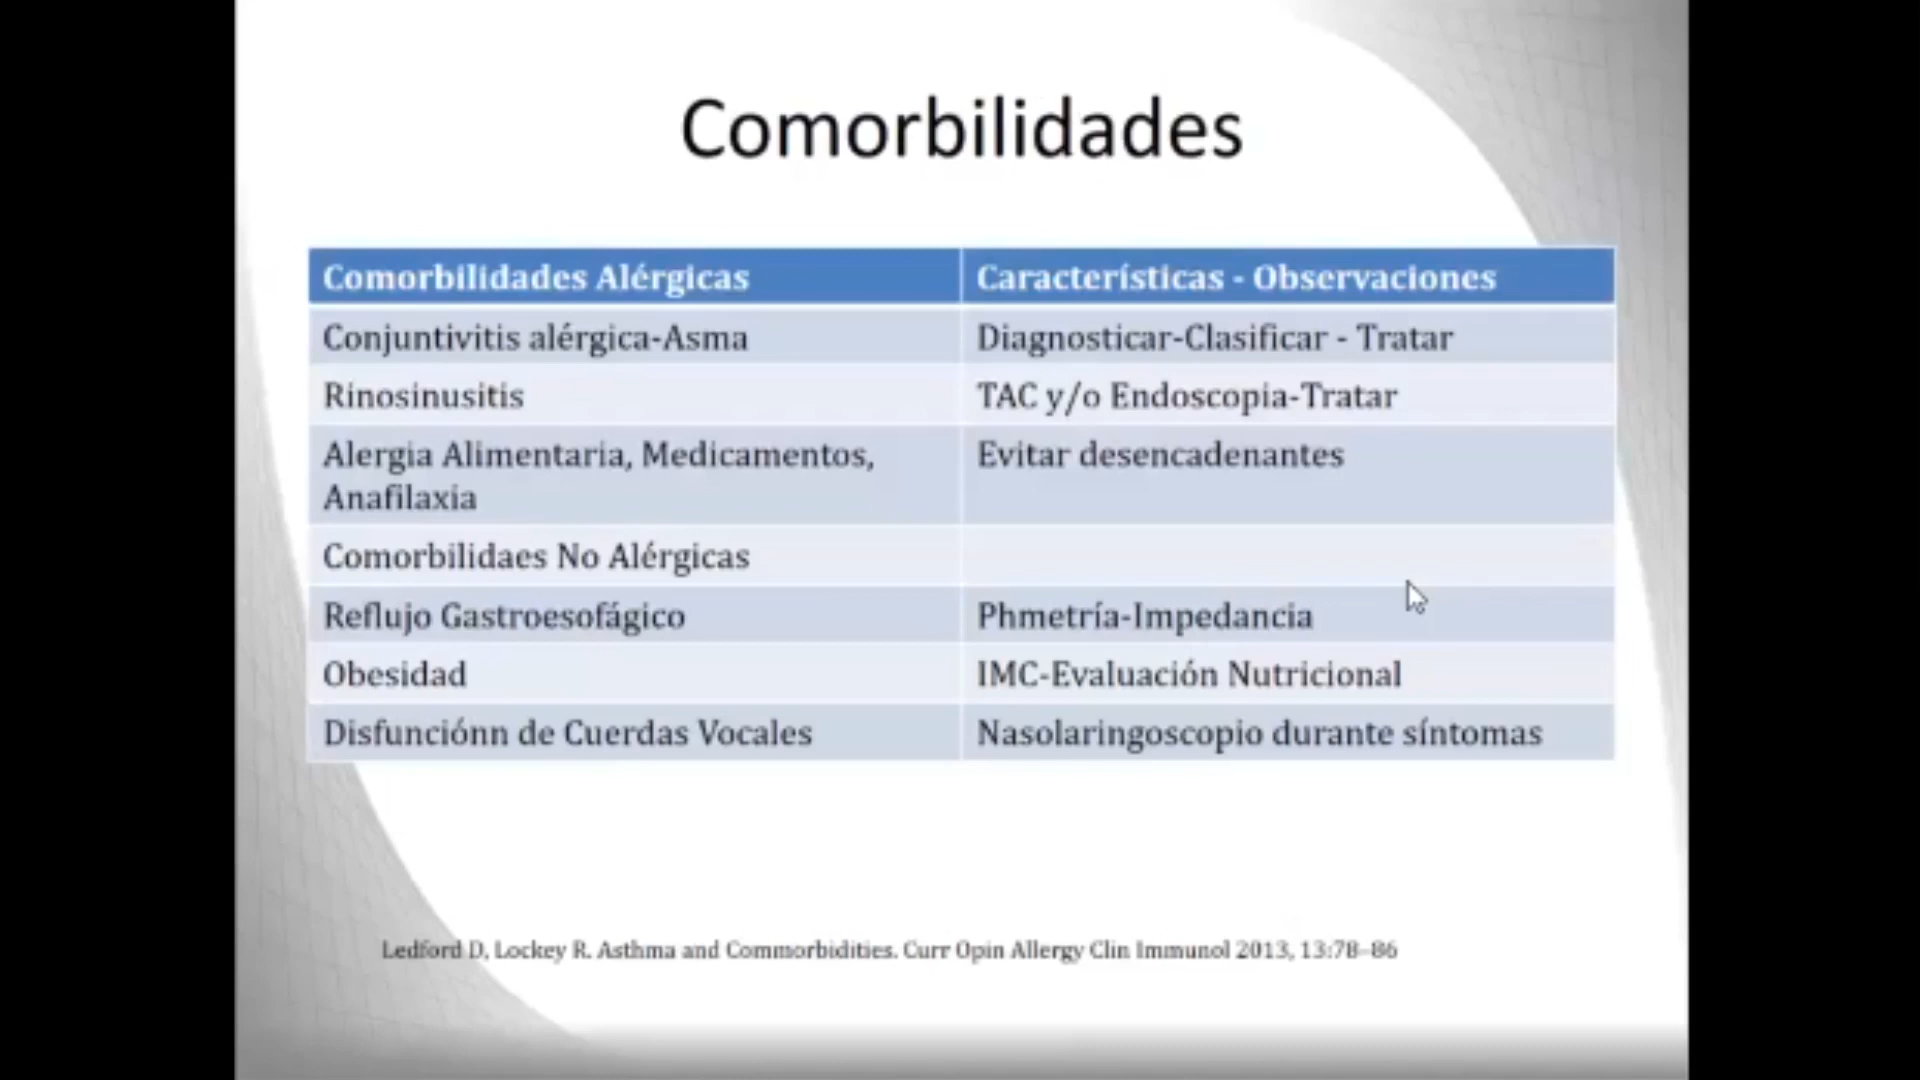 Comorbilidades
Comorbilidades Alérgicas
Características - Observaciones
Conjuntivitis alérgica-Asma
Diagnosticar-Clasificar - Tratar
Rinosinusitis
TAC y/o Endoscopia-Tratar
Alergia Alimentaria, Medicamentos,
Anafilaxia
Evitar desencadenantes
Comorbilidaes No Alérgicas
Reflujo Gastroesofágico
Phmetría-Impedancia
Obesidad
IMC-Evaluación Nutricional
Disfunciónn de Cuerdas Vocales
Nasolaringoscopio durante síntomas
Ledford D, Lockey R. Asthma and Commorbidities. Curr Opin Allergy Clin Immunol 2013, 13:78–86